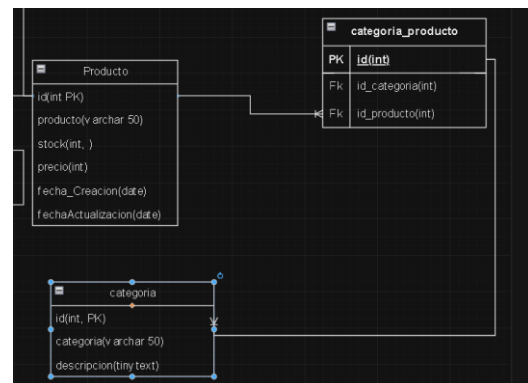 categoria_producto
PK id(int)
Fk id_categoria(int)
Fk id_producto(int)
Producto
id(int PK)
producto(varchar 50)
stock(int, )
precio(int)
fecha_Creacion(date)
fechaActualizacion(date)
categoria
id(int, PK)
categoria(varchar 50)
descripcion(tinytext)